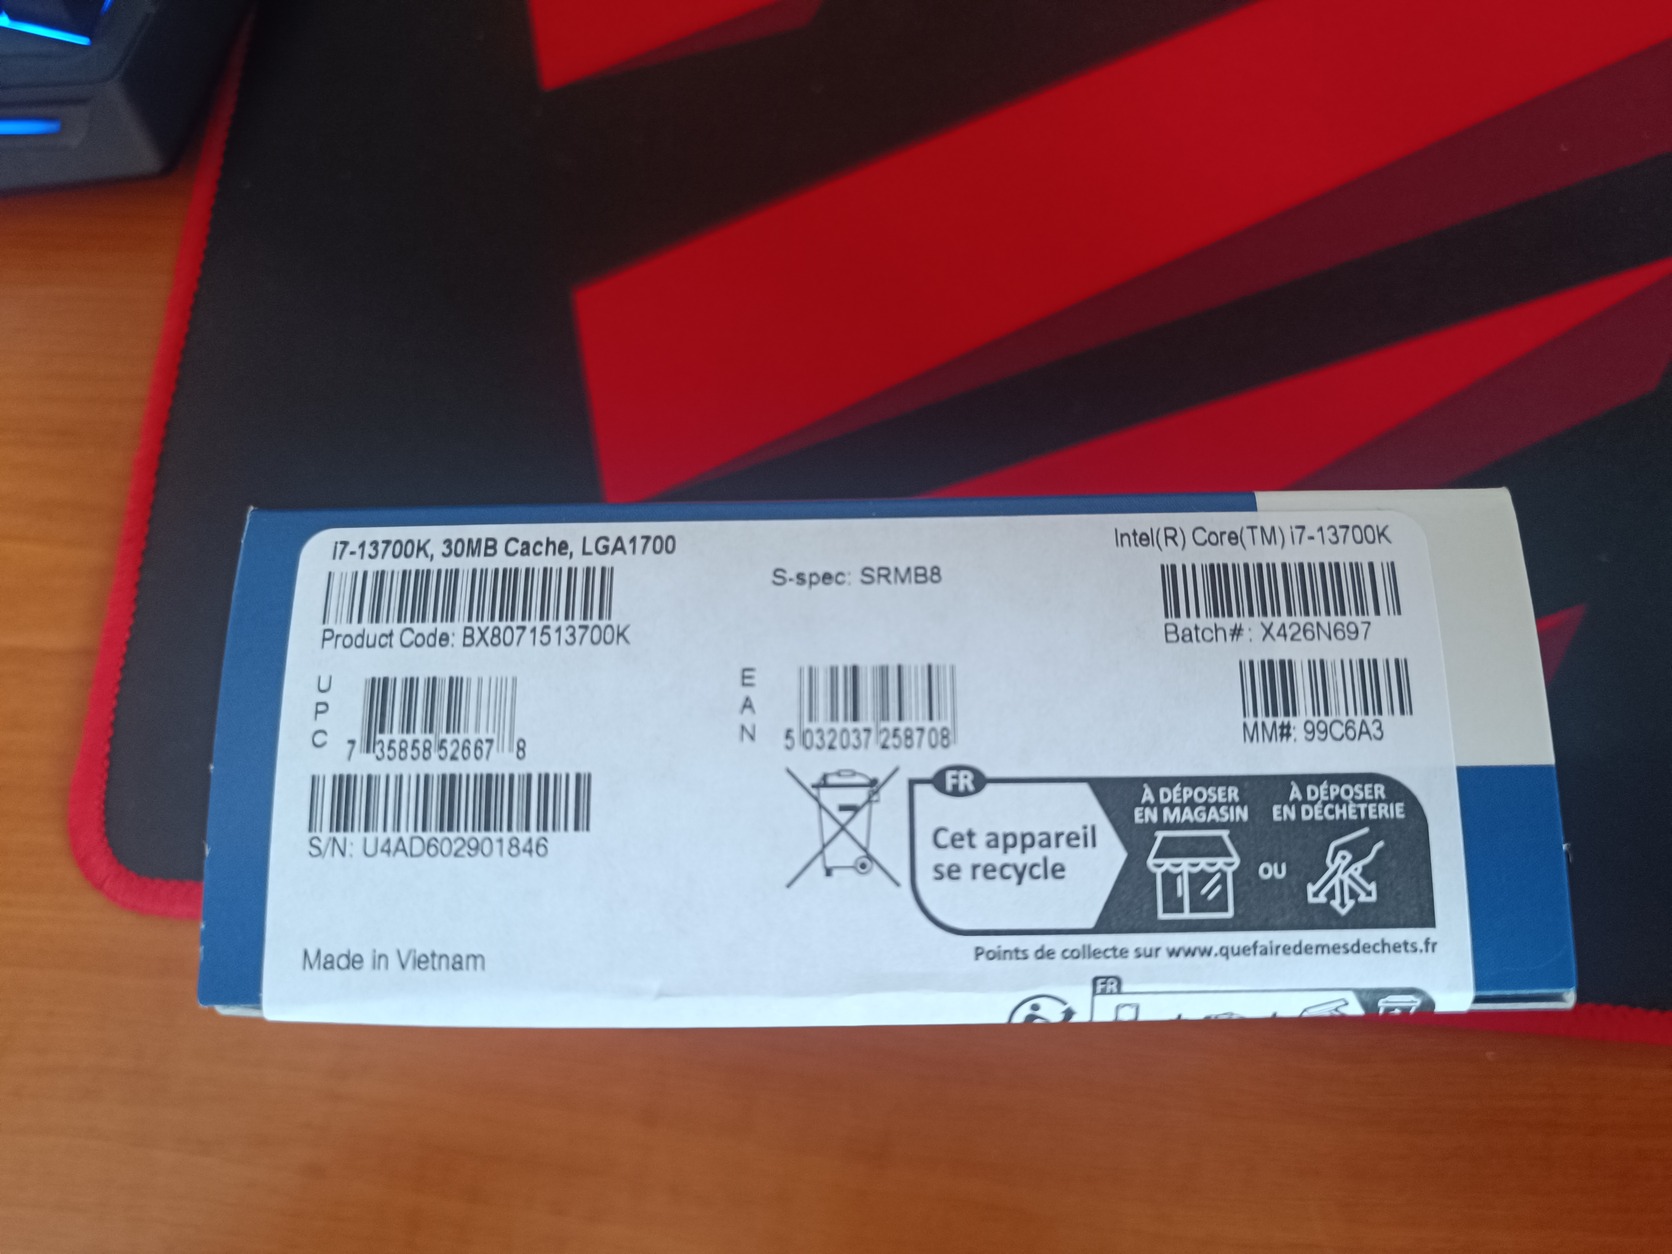 i7-13700K, 30MB Cache, LGA1700
Product Code: BX8071513700K
S-spec: SRMB8
Intel(R) Core(TM) i7-13700K
Batch#: X426N697
MM#: 99C6A3
UPC
7 35858 52667 8
EAN
5 032037 258708
S/N: U4AD602901846
FR
Cet appareil
se recycle
À DÉPOSER
EN MAGASIN
OU
À DÉPOSER
EN DÉCHÈTERIE
Points de collecte sur www.quefairedemesdechets.fr
Made in Vietnam
FR